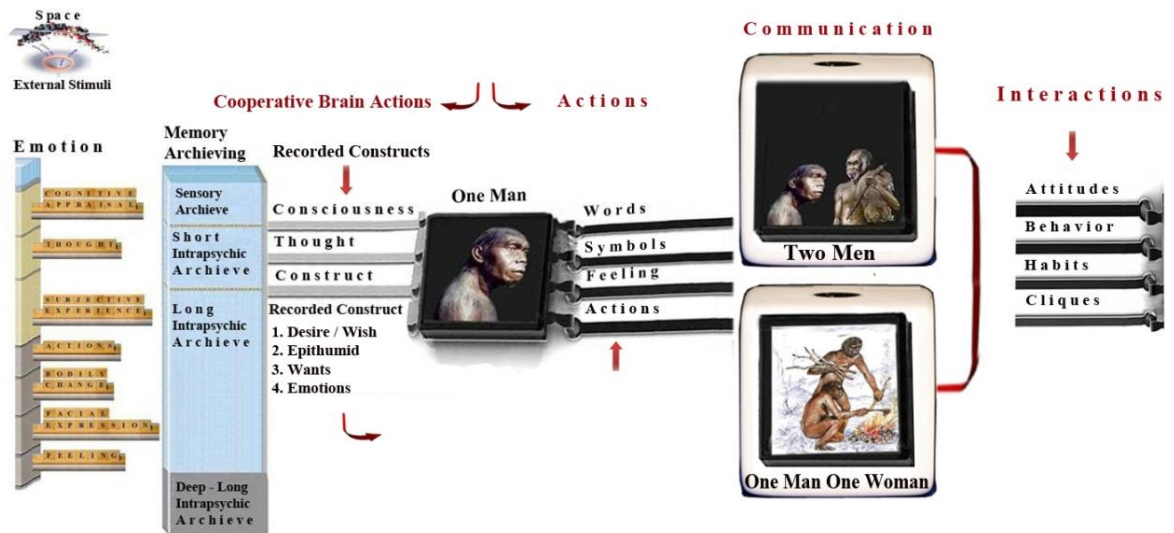 Space
External Stimuli
Emotion
COGNITIVE
APPRAISAL
THOUGHT
SUBJECTIVE
EXPERIENCE
ACTIONS
BODILY
CHANGE
FACIAL
EXPRESSION
FEELING
Memory
Archieving
Sensory
Archieve
Short
Intrapsychic
Archieve
Long
Intrapsychic
Archieve
Deep - Long
Intrapsychic
Archieve
Cooperative Brain Actions
Actions
Recorded Constructs
Consciousness
Thought
Construct
Recorded Construct
1. Desire / Wish
2. Epithumid
3. Wants
4. Emotions
One Man
Words
Symbols
Feeling
Actions
Communication
Two Men
One Man One Woman
Interactions
Attitudes
Behavior
Habits
Cliques